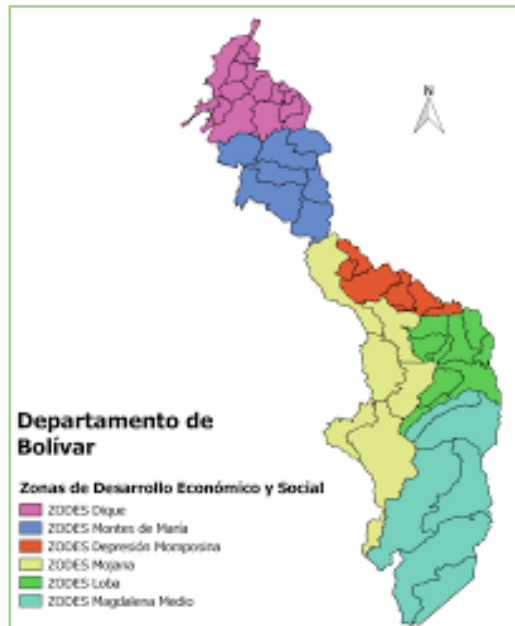 N
Departamento de
Bolívar
Zonas de Desarrollo Económico y Social
ZODES Dique
ZODES Montes de María
ZODES Depresión Momposina
ZODES Mojana
ZODES Loba
ZODES Magdalena Medio